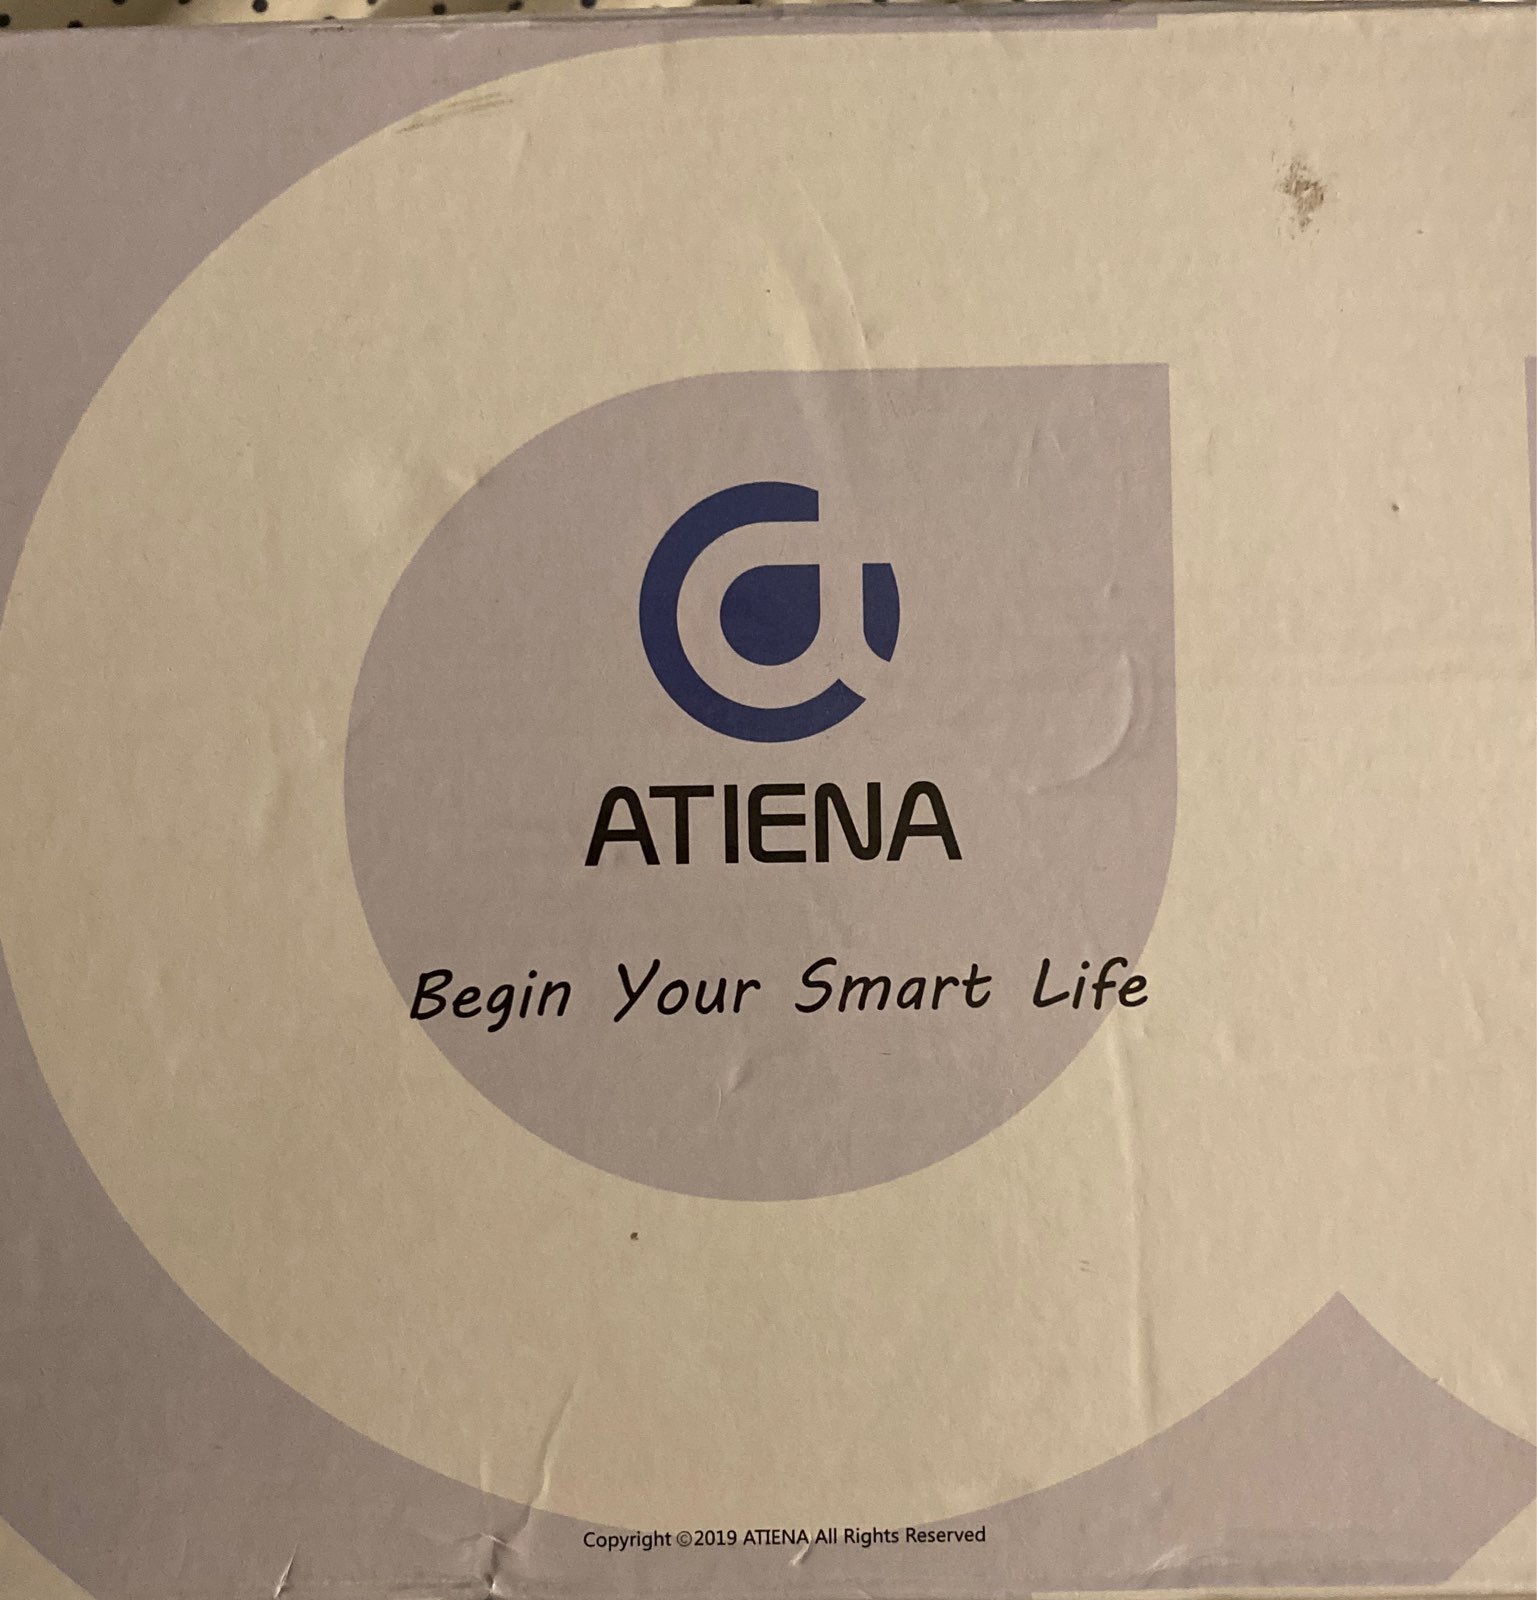 ATIENA
Begin Your Smart Life
Copyright ©2019 ATIENA All Rights Reserved